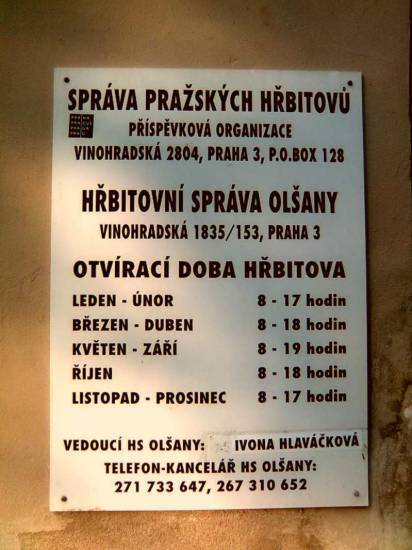 SPRÁVA PRAŽSKÝCH HŘBITOVŮ
PŘÍSPĚVKOVÁ ORGANIZACE
VINOHRADSKÁ 2804, PRAHA 3, P.O.BOX 128
HŘBITOVNÍ SPRÁVA OLŠANY
VINOHRADSKÁ 1835/153, PRAHA 3
OTVÍRACÍ DOBA HŘBITOVA
LEDEN - ÚNOR 8 - 17 hodin
BŘEZEN - DUBEN 8 - 18 hodin
KVĚTEN - ZÁŘÍ 8 - 19 hodin
ŘÍJEN 8 - 18 hodin
LISTOPAD - PROSINEC 8 - 17 hodin
VEDOUCÍ HS OLŠANY: IVONA HLAVÁČKOVÁ
TELEFON-KANCELÁŘ HS OLŠANY:
271 733 647, 267 310 652